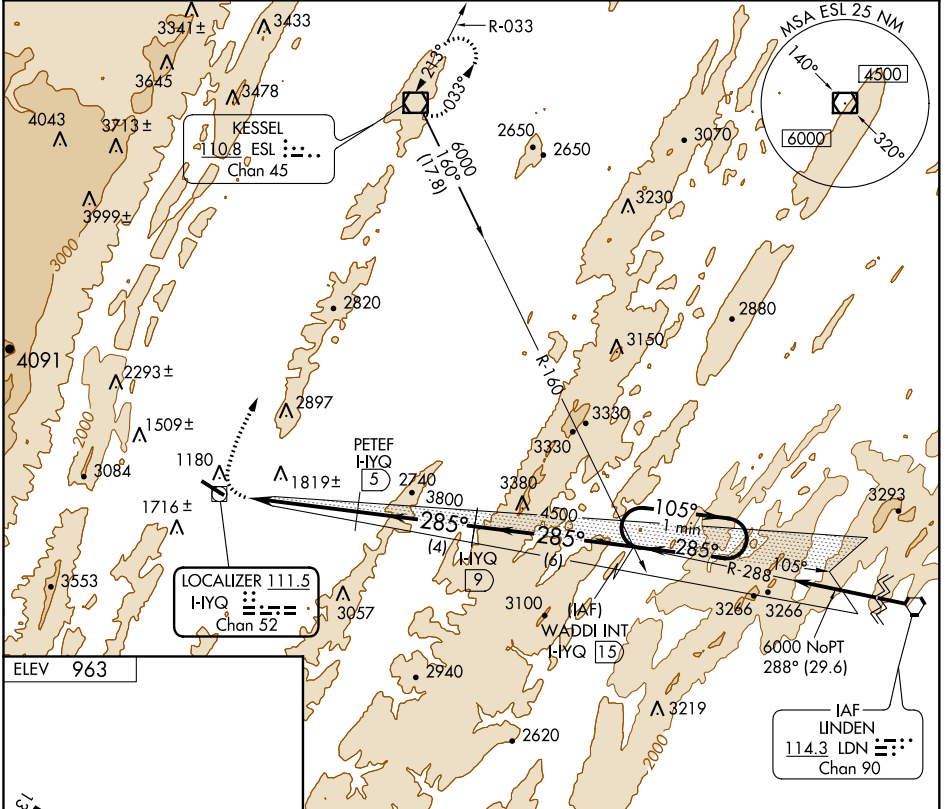 3341±
3433
R-033
MSA ESL 25 NM
3645
213°
033°
140°
4500
3478
4043
3713±
KESSEL
110.8 ESL
Chan 45
6000
160°
(17.8)
2650
2650
3070
6000
320°
3999±
3230
3000
2820
2880
3150
4091
R-160
2293±
2897
3330
3330
2000
1509±
PETEF
I-IYQ
5
3084
1180
1819±
2740
3800
3380
4500
105°
1 min
3293
1716±
285°
(4)
285°
(6)
285°
R-288
105°
I-IYQ
9
3553
LOCALIZER 111.5
I-IYQ
Chan 52
3057
3100
(IAF)
WADDI INT
I-IYQ 15
3266
3266
6000 NoPT
288° (29.6)
ELEV 963
2940
3219
IAF
LINDEN
114.3 LDN
Chan 90
2620
2000